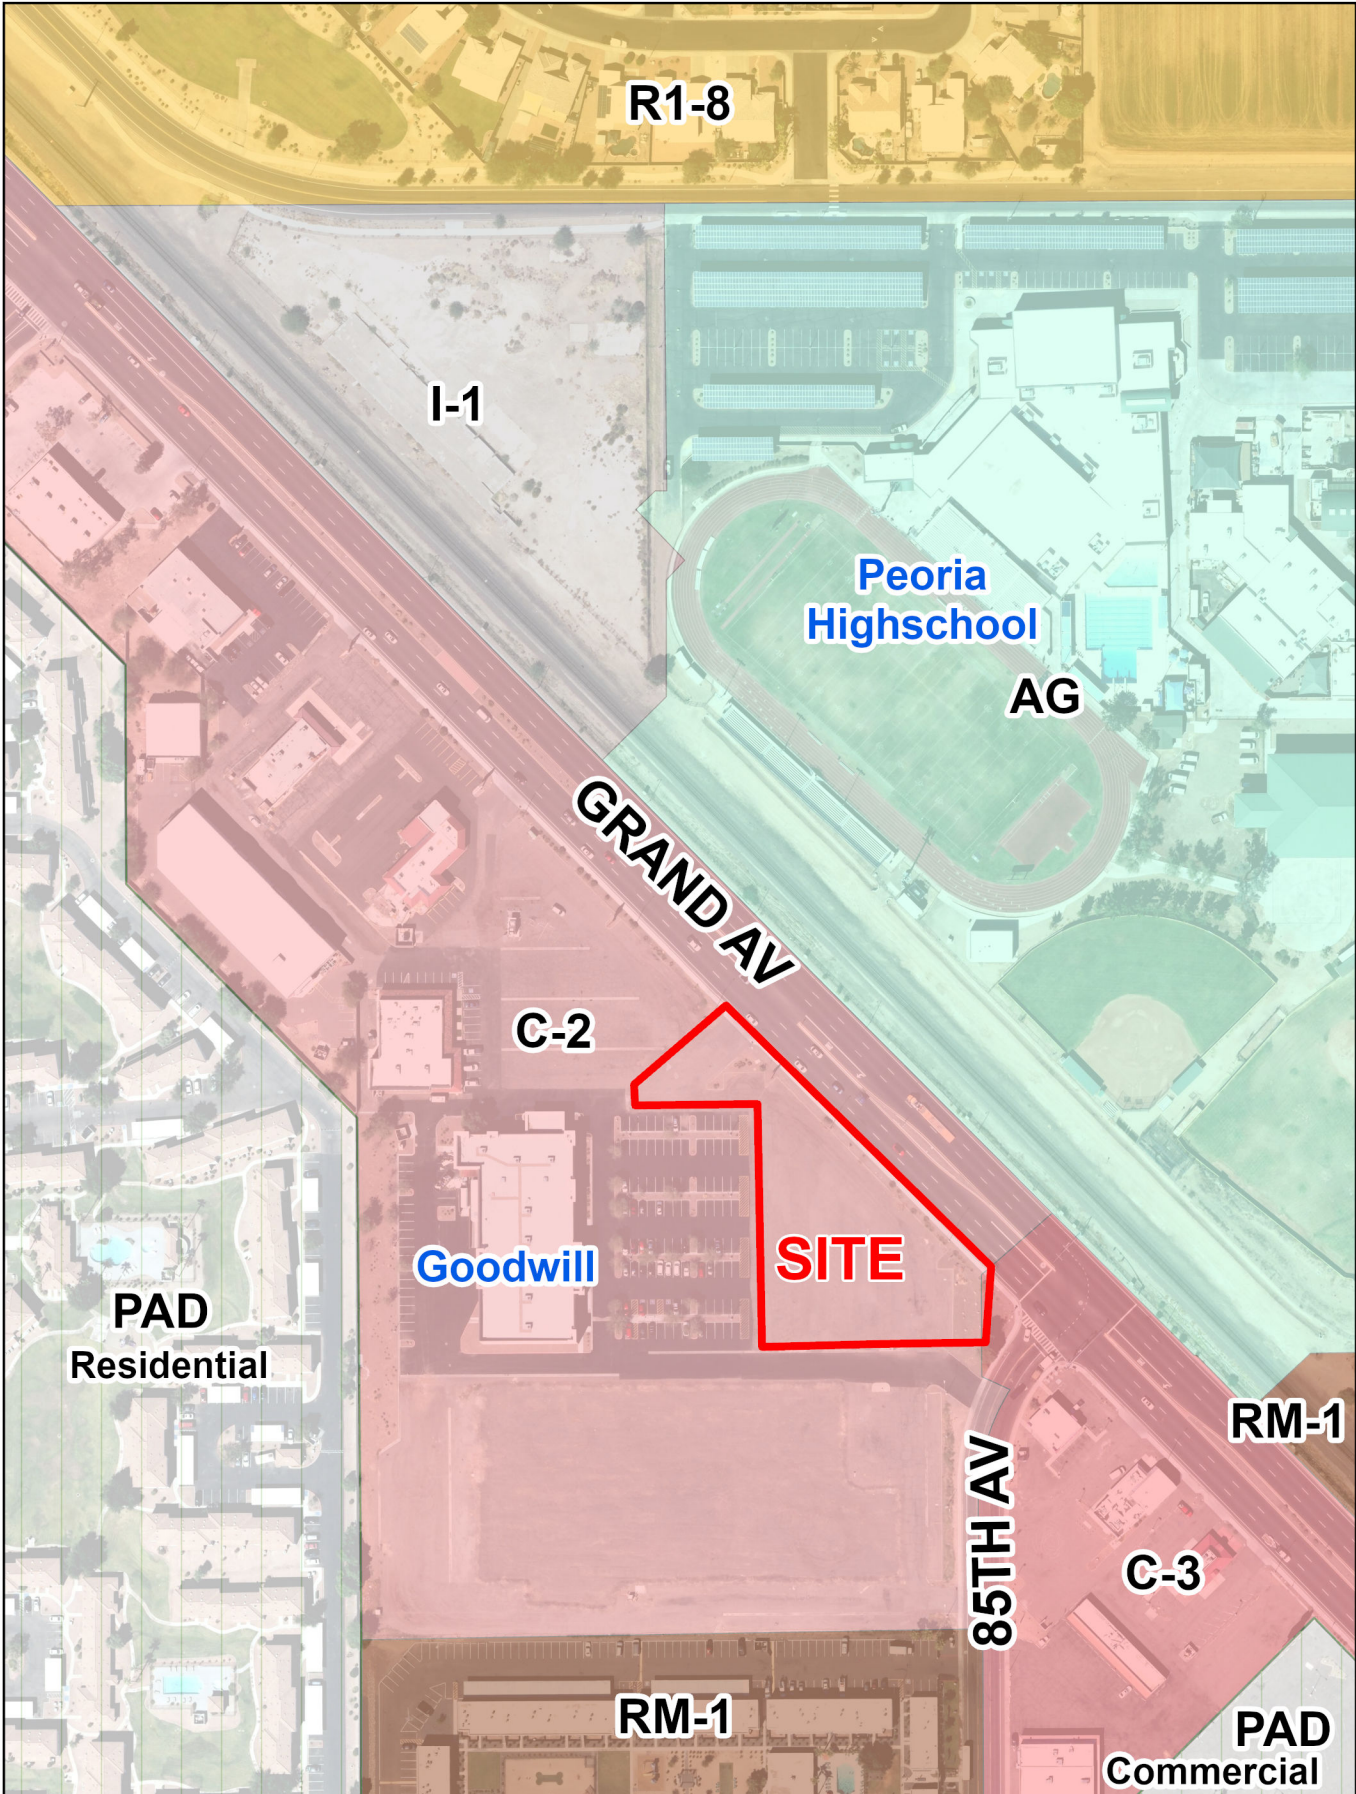 R1-8
I-1
Peoria
Highschool
AG
GRAND AV
C-2
SITE
Goodwill
PAD
Residential
RM-1
85TH AV
C-3
RM-1
PAD
Commercial